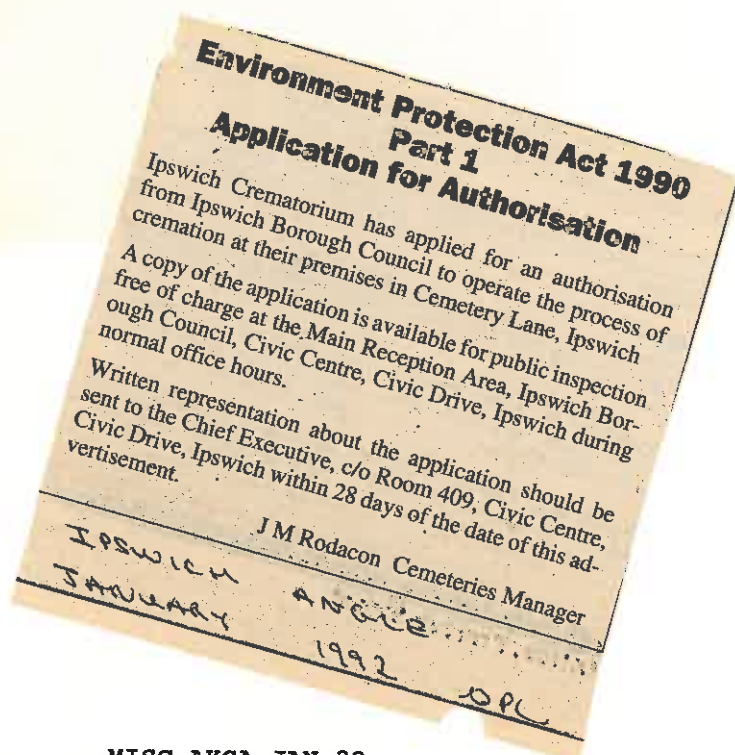 Environment Protection Act 1990
Part 1
Application for Authorisation
Ipswich Crematorium has applied for an authorisation
from Ipswich Borough Council to operate the process of
cremation at their premises in Cemetery Lane, Ipswich
A copy of the application is available for public inspection
free of charge at the Main Reception Area, Ipswich Bor-
ough Council, Civic Centre, Civic Drive, Ipswich during
normal office hours.
Written representation about the application should be
sent to the Chief Executive, c/o Room 409, Civic Centre,
Civic Drive, Ipswich within 28 days of the date of this ad-
vertisement.
J M Rodacon Cemeteries Manager
IPSWICH ANGLE
JANUARY 1992 OPL